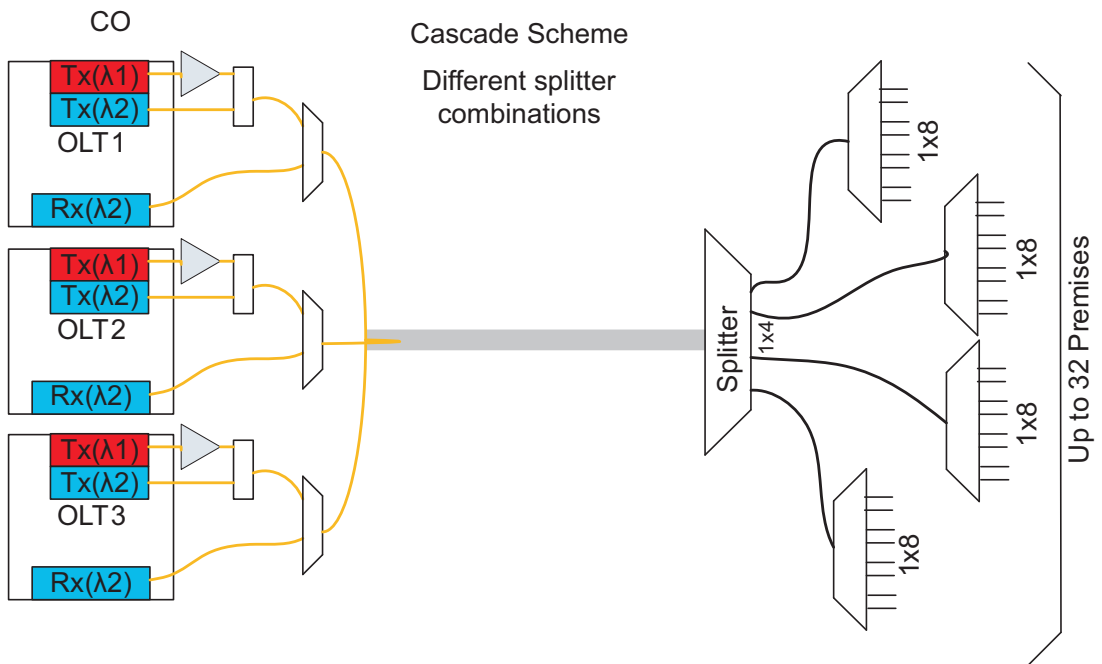 CO
Cascade Scheme
Different splitter
combinations
Tx(λ1)
Tx(λ2)
OLT1
Rx(λ2)
Tx(λ1)
Tx(λ2)
OLT2
Rx(λ2)
Tx(λ1)
Tx(λ2)
OLT3
Rx(λ2)
Splitter
1x4
1x8
1x8
1x8
1x8
Up to 32 Premises